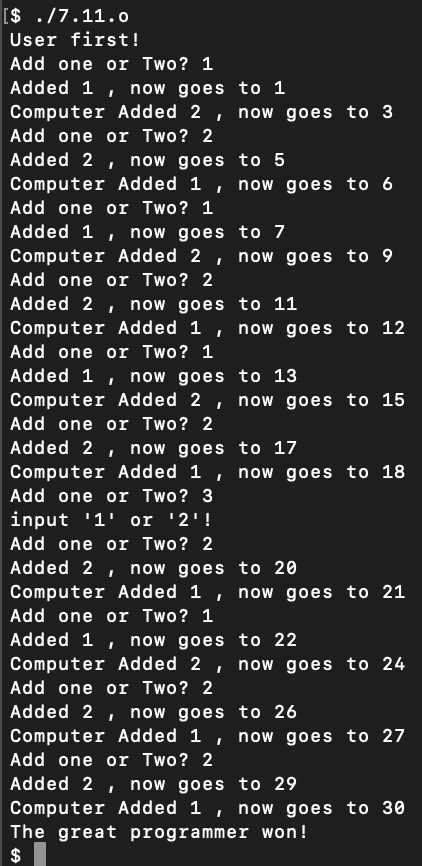 [$ ./7.11.o
User first!
Add one or Two? 1
Added 1 , now goes to 1
Computer Added 2 , now goes to 3
Add one or Two? 2
Added 2 , now goes to 5
Computer Added 1 , now goes to 6
Add one or Two? 1
Added 1 , now goes to 7
Computer Added 2 , now goes to 9
Add one or Two? 2
Added 2 , now goes to 11
Computer Added 1 , now goes to 12
Add one or Two? 1
Added 1 , now goes to 13
Computer Added 2 , now goes to 15
Add one or Two? 2
Added 2 , now goes to 17
Computer Added 1 , now goes to 18
Add one or Two? 3
input '1' or '2'!
Add one or Two? 2
Added 2 , now goes to 20
Computer Added 1 , now goes to 21
Add one or Two? 1
Added 1 , now goes to 22
Computer Added 2 , now goes to 24
Add one or Two? 2
Added 2 , now goes to 26
Computer Added 1 , now goes to 27
Add one or Two? 2
Added 2 , now goes to 29
Computer Added 1 , now goes to 30
The great programmer won!
$